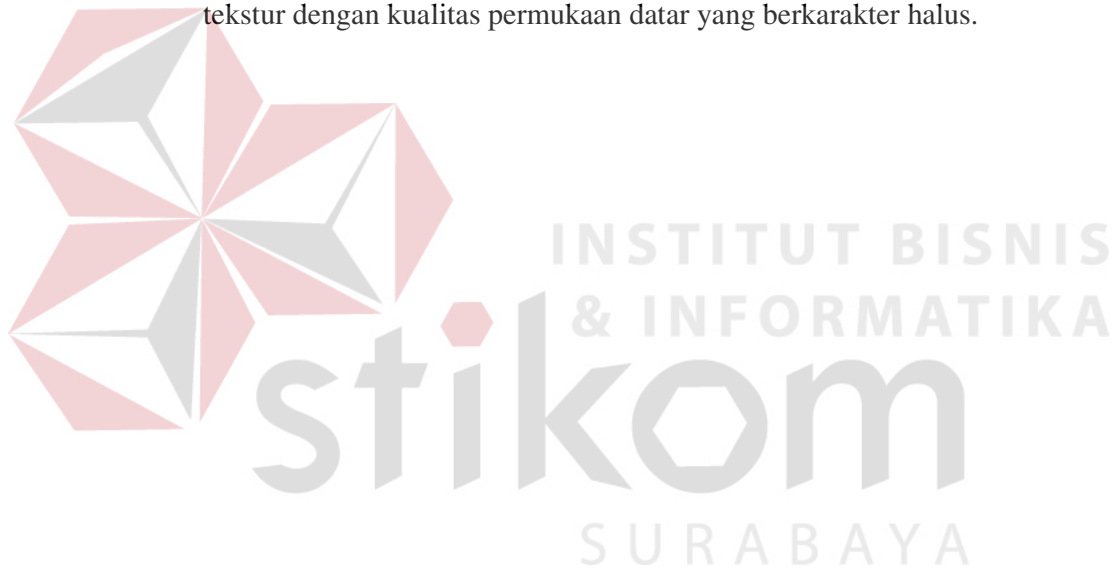 tekstur dengan kualitas permukaan datar yang berkarakter halus.
INSTITUT BISNIS
& INFORMATIKA
stikom
SURABAYA